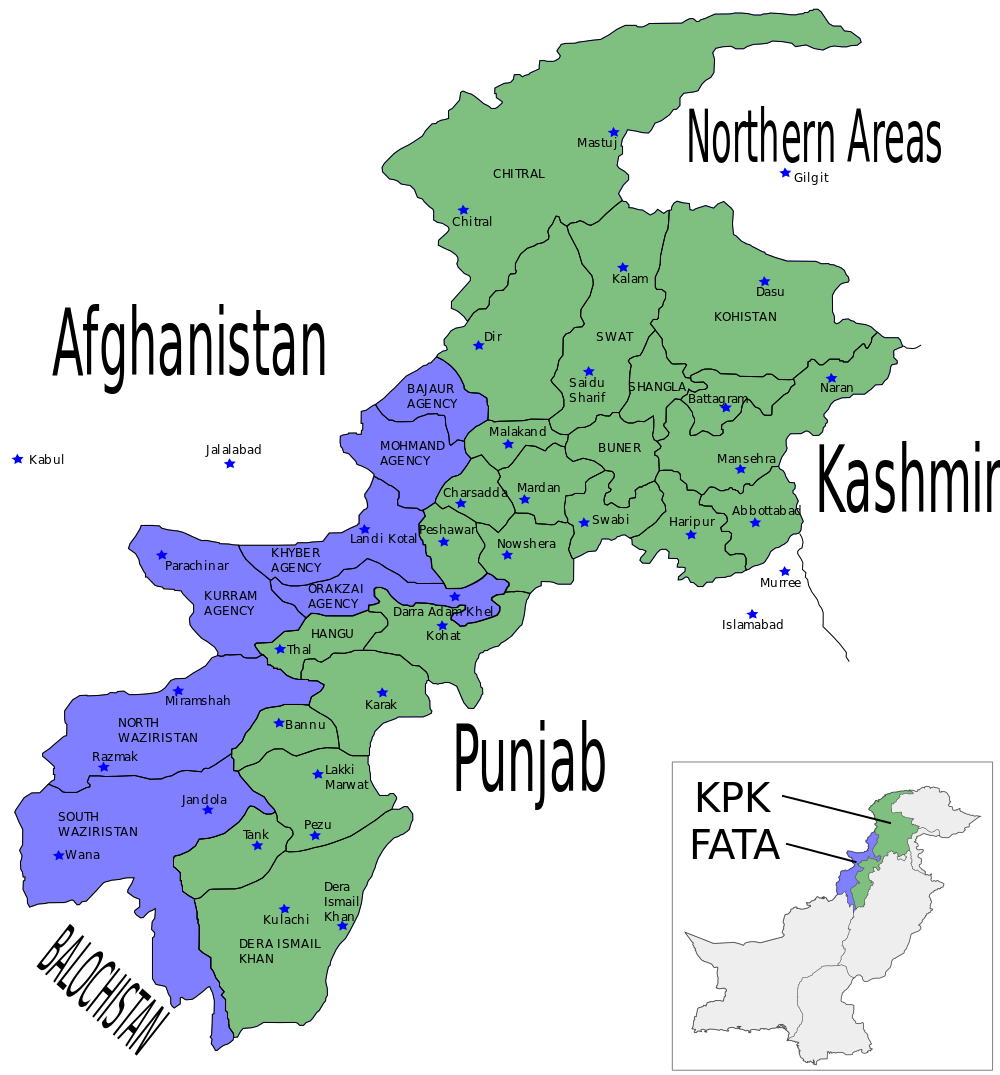 Northern Areas
Mastuj
CHITRAL
Gilgit
Chitral
Kalam
Dasu
Afghanistan
KOHISTAN
Dir
SWAT
Saidu
Sharif
SHANGLA
Naran
BAJAUR
AGENCY
Battagram
Malakand
MOHMAND
AGENCY
BUNER
Kashmir
Jalalabad
Kabul
Mansehra
Charsadda
Mardan
Abbottabad
Swabi
Haripur
Landi Kotal
Peshawar
Nowshera
KHYBER
AGENCY
Parachinar
Murree
ORAKZAI
AGENCY
KURRAM
AGENCY
Darra Adam Khel
Islamabad
HANGU
Kohat
Thal
Miramshah
Karak
NORTH
WAZIRISTAN
Bannu
Punjab
Razmak
Lakki
Marwat
Jandola
KPK
SOUTH
WAZIRISTAN
Pezu
Tank
FATA
Wana
Dera
Ismail
Khan
Kulachi
DERA ISMAIL
KHAN
BALOCHISTAN